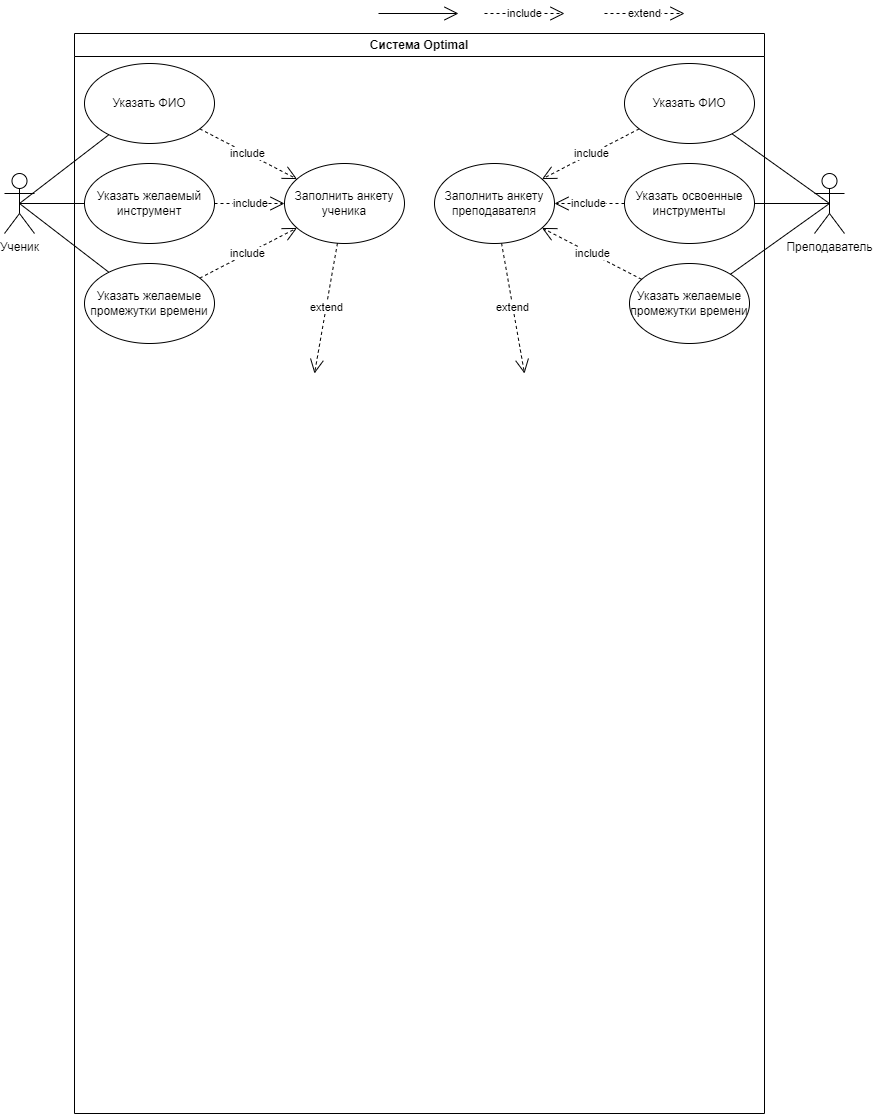 include
extend
Система Optimal
Указать ФИО
Указать ФИО
include
include
Указать желаемый
инструмент
include
Заполнить анкету
ученика
Заполнить анкету
преподавателя
include
Указать освоенные
инструменты
Ученик
Преподаватель
include
include
Указать желаемые
промежутки времени
Указать желаемые
промежутки времени
extend
extend